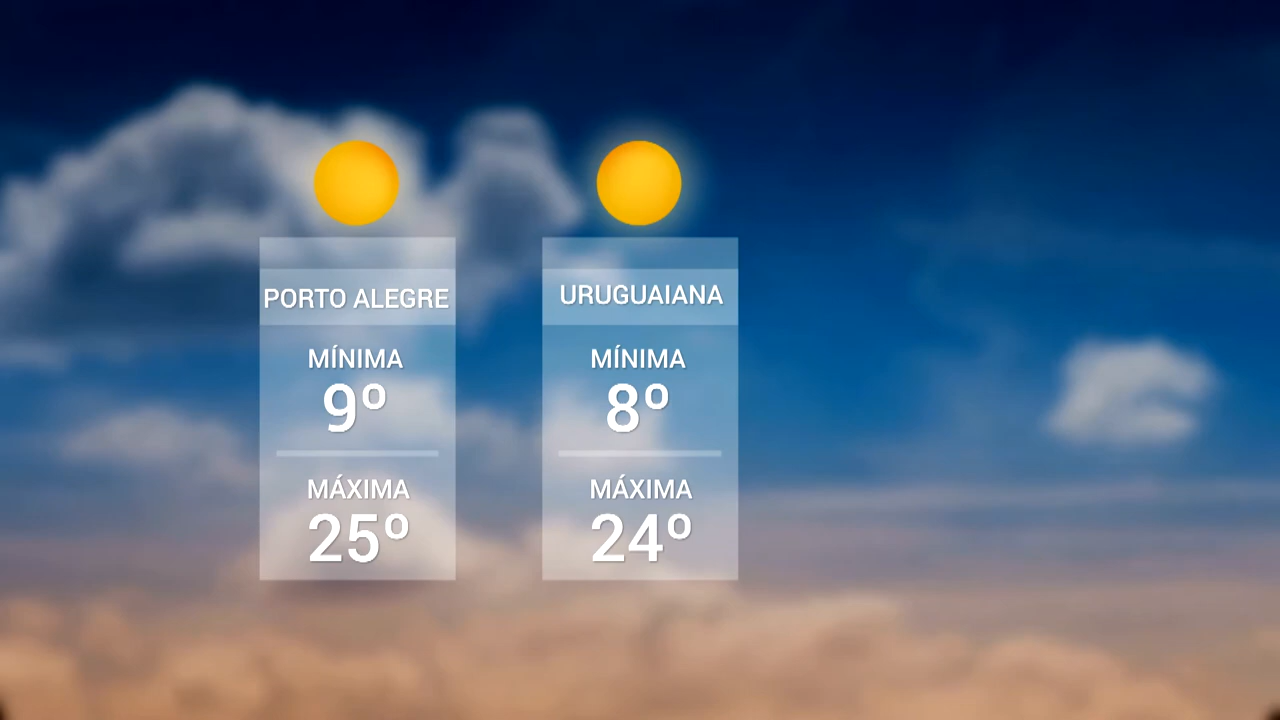 PORTO ALEGRE
MÍNIMA
9º
MÁXIMA
25º
URUGUAIANA
MÍNIMA
8º
MÁXIMA
24º